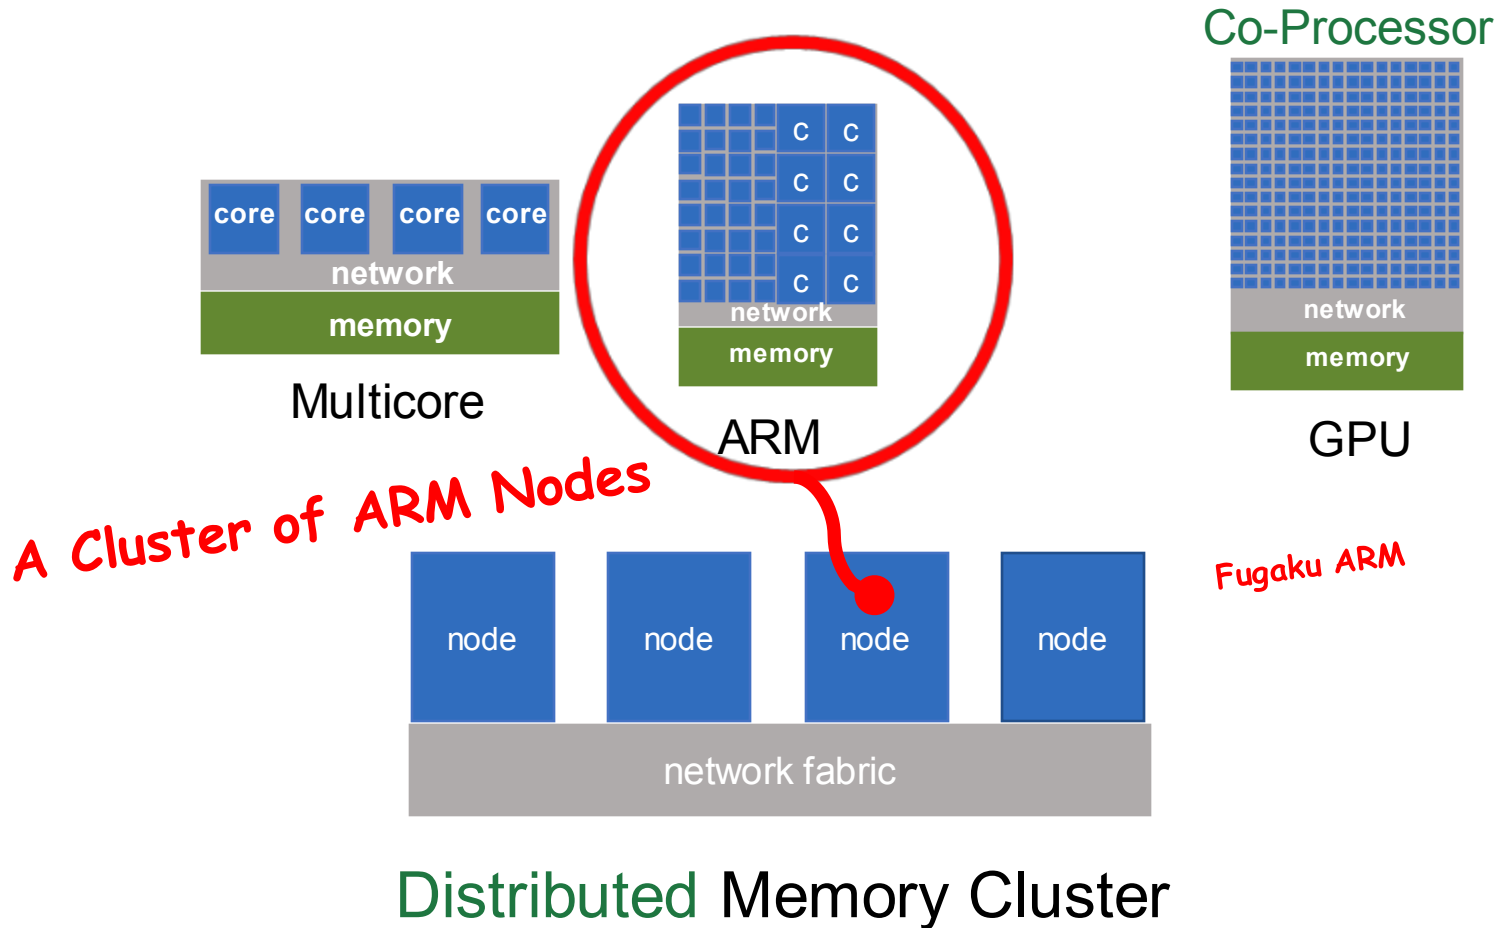 Co-Processor
core core core core
network
memory
Multicore
c c
c c
c c
c c
network
memory
ARM
network
memory
GPU
A Cluster of ARM Nodes
Fugaku ARM
node node node node
network fabric
Distributed Memory Cluster